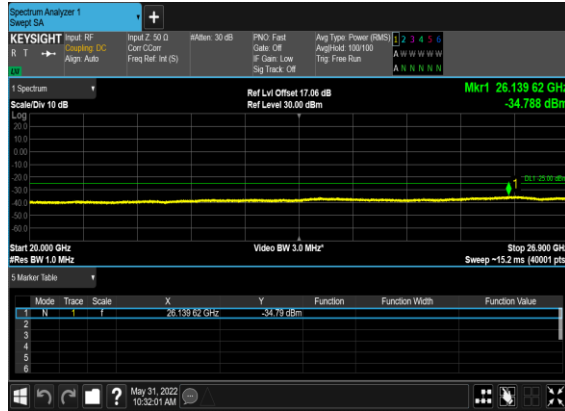 Spectrum Analyzer 1
Swept SA
KEYSIGHT
R T
Input: RF
Coupling: DC
Align: Auto
Input Z: 50 Ω
Corr CCorr
Freq Ref: Int (S)
#Atten: 30 dB
PNO: Fast
Gate: Off
IF Gain: Low
Sig Track: Off
Avg Type: Power (RMS)
Avg|Hold: 100/100
Trig: Free Run
1 2 3 4 5 6
A W W W W W
A N N N N N
1 Spectrum
Scale/Div 10 dB
Ref Lvl Offset 17.06 dB
Ref Level 30.00 dBm
Mkr1 26.139 62 GHz
-34.788 dBm
Log
20.0
10.0
0.00
-10.0
-20.0
-30.0
-40.0
-50.0
-60.0
1
DL1 -25.00 dBm
Start 20.000 GHz
#Res BW 1.0 MHz
Video BW 3.0 MHz*
Stop 26.900 GHz
Sweep ~15.2 ms (40001 pts)
5 Marker Table
Mode Trace Scale X Y Function Function Width Function Value
1 N 1 f 26.139 62 GHz -34.79 dBm
2
3
4
5
6
May 31, 2022
10:32:01 AM